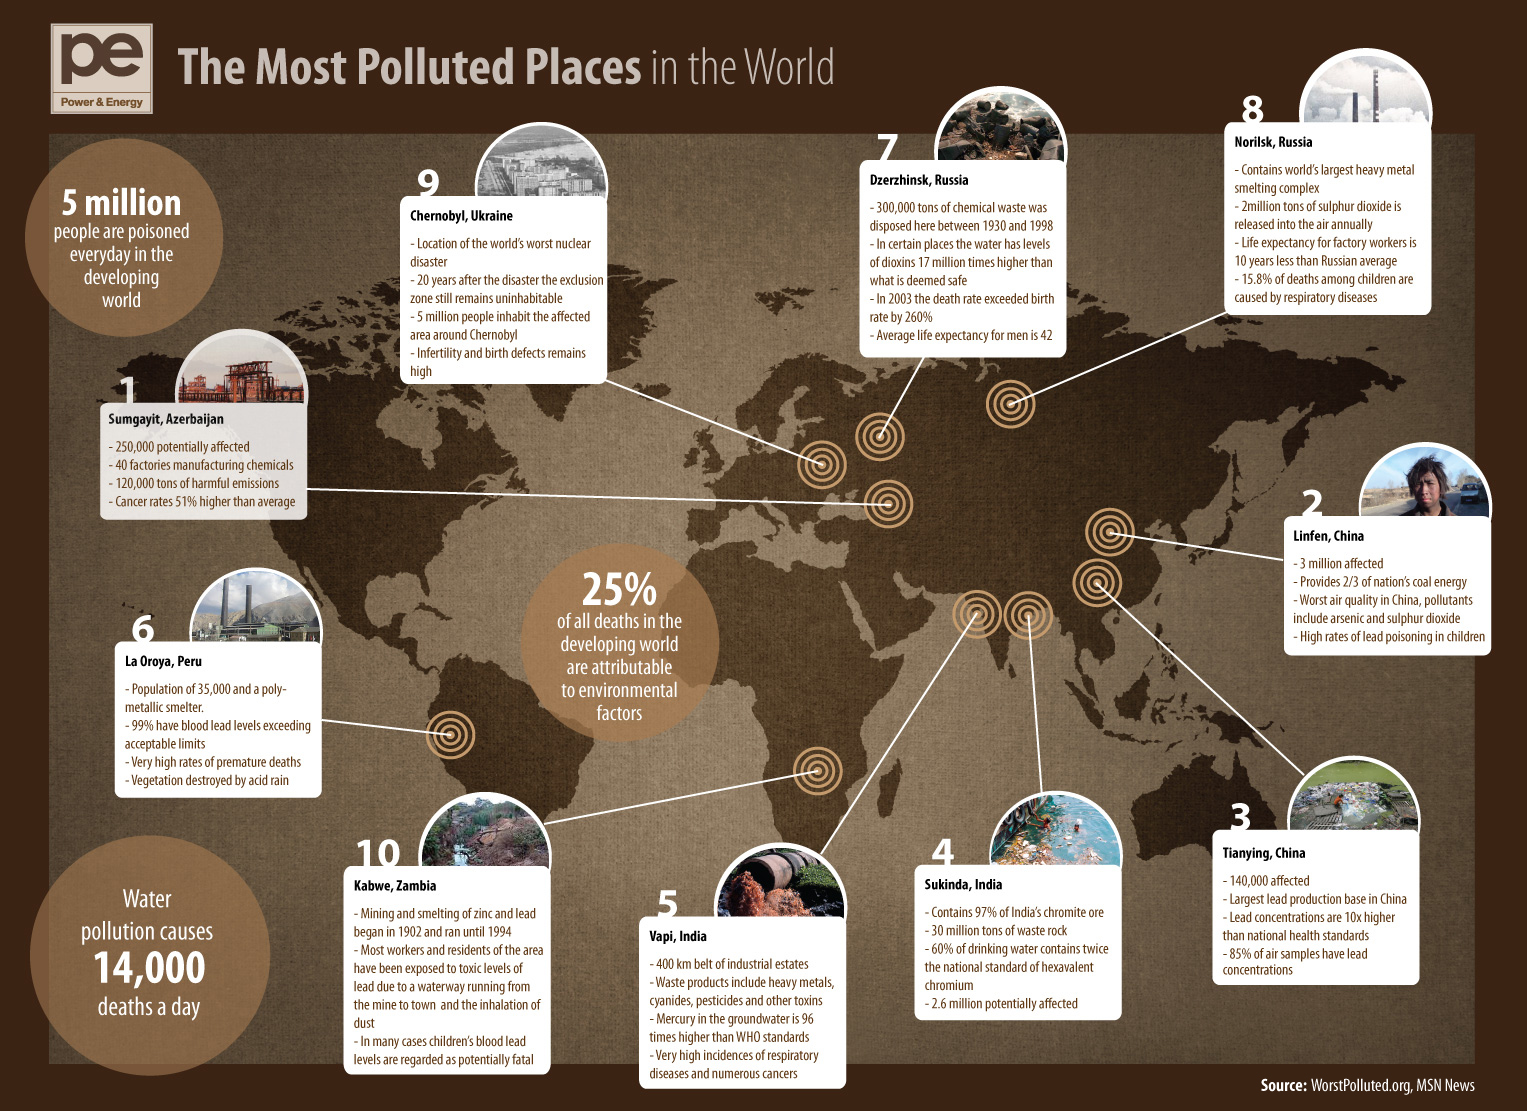 pe
Power & Energy
The Most Polluted Places in the World
5 million
people are poisoned
everyday in the
developing
world
1
Sumgayit, Azerbaijan
- 250,000 potentially affected
- 40 factories manufacturing chemicals
- 120,000 tons of harmful emissions
- Cancer rates 51% higher than average
9
Chernobyl, Ukraine
- Location of the world's worst nuclear
disaster
- 20 years after the disaster the exclusion
zone still remains uninhabitable
- 5 million people inhabit the affected
area around Chernobyl
- Infertility and birth defects remains
high
7
Dzerzhinsk, Russia
- 300,000 tons of chemical waste was
disposed here between 1930 and 1998
- In certain places the water has levels
of dioxins 17 million times higher than
what is deemed safe
- In 2003 the death rate exceeded birth
rate by 260%
- Average life expectancy for men is 42
8
Norilsk, Russia
- Contains world's largest heavy metal
smelting complex
- 2million tons of sulphur dioxide is
released into the air annually
- Life expectancy for factory workers is
10 years less than Russian average
- 15.8% of deaths among children are
caused by respiratory diseases
2
Linfen, China
- 3 million affected
- Provides 2/3 of nation's coal energy
- Worst air quality in China, pollutants
include arsenic and sulphur dioxide
- High rates of lead poisoning in children
25%
of all deaths in the
developing world
are attributable
to environmental
factors
6
La Oroya, Peru
- Population of 35,000 and a poly-
metallic smelter.
- 99% have blood lead levels exceeding
acceptable limits
- Very high rates of premature deaths
- Vegetation destroyed by acid rain
Water
pollution causes
14,000
deaths a day
10
Kabwe, Zambia
- Mining and smelting of zinc and lead
began in 1902 and ran until 1994
- Most workers and residents of the area
have been exposed to toxic levels of
lead due to a waterway running from
the mine to town and the inhalation of
dust
- In many cases children's blood lead
levels are regarded as potentially fatal
5
Vapi, India
- 400 km belt of industrial estates
- Waste products include heavy metals,
cyanides, pesticides and other toxins
- Mercury in the groundwater is 96
times higher than WHO standards
- Very high incidences of respiratory
diseases and numerous cancers
4
Sukinda, India
- Contains 97% of India's chromite ore
- 30 million tons of waste rock
- 60% of drinking water contains twice
the national standard of hexavalent
chromium
- 2.6 million potentially affected
3
Tianying, China
- 140,000 affected
- Largest lead production base in China
- Lead concentrations are 10x higher
than national health standards
- 85% of air samples have lead
concentrations
Source: WorstPolluted.org, MSN News